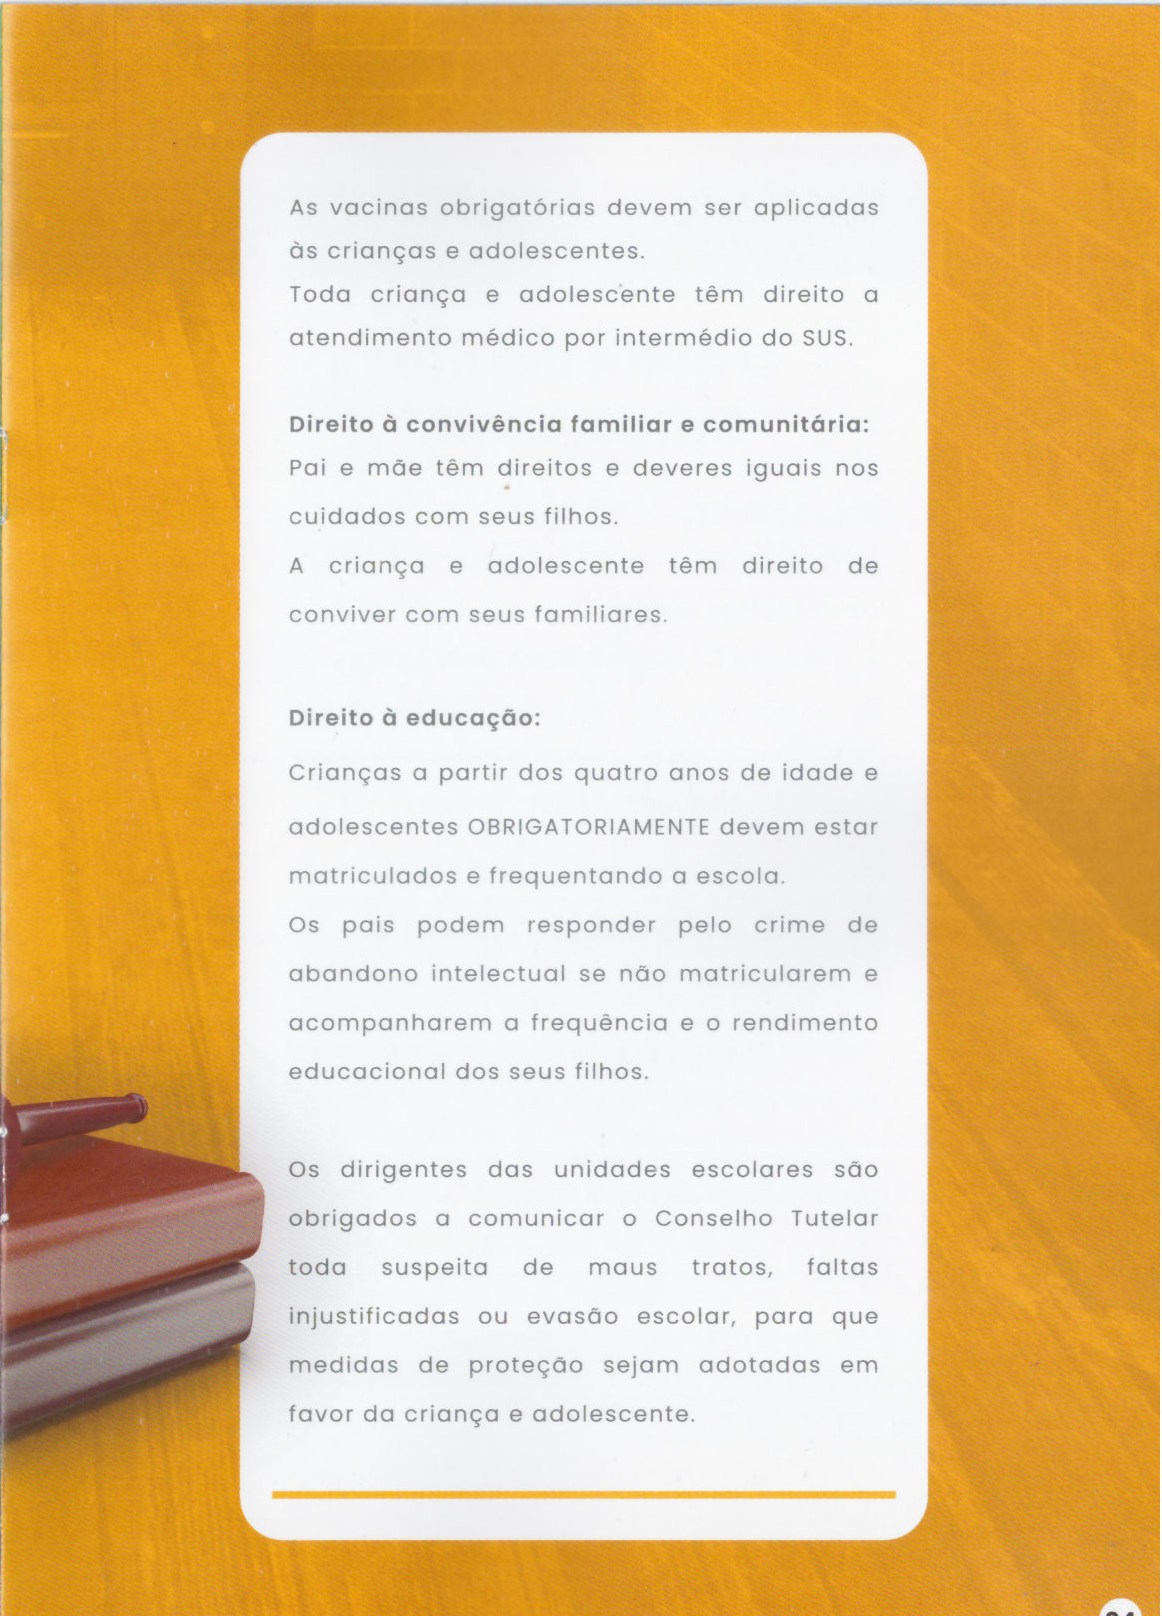 As vacinas obrigatórias devem ser aplicadas
às crianças e adolescentes.
Toda criança e adolescente têm direito a
atendimento médico por intermédio do SUS.
Direito à convivência familiar e comunitária:
Pai e mãe têm direitos e deveres iguais nos
cuidados com seus filhos.
A criança e adolescente têm direito de
conviver com seus familiares.
Direito à educação:
Crianças a partir dos quatro anos de idade e
adolescentes OBRIGATORIAMENTE devem estar
matriculados e frequentando a escola.
Os pais podem responder pelo crime de
abandono intelectual se não matricularem e
acompanharem a frequência e o rendimento
educacional dos seus filhos.
Os dirigentes das unidades escolares são
obrigados a comunicar o Conselho Tutelar
toda suspeita de maus tratos, faltas
injustificadas ou evasão escolar, para que
medidas de proteção sejam adotadas em
favor da criança e adolescente.